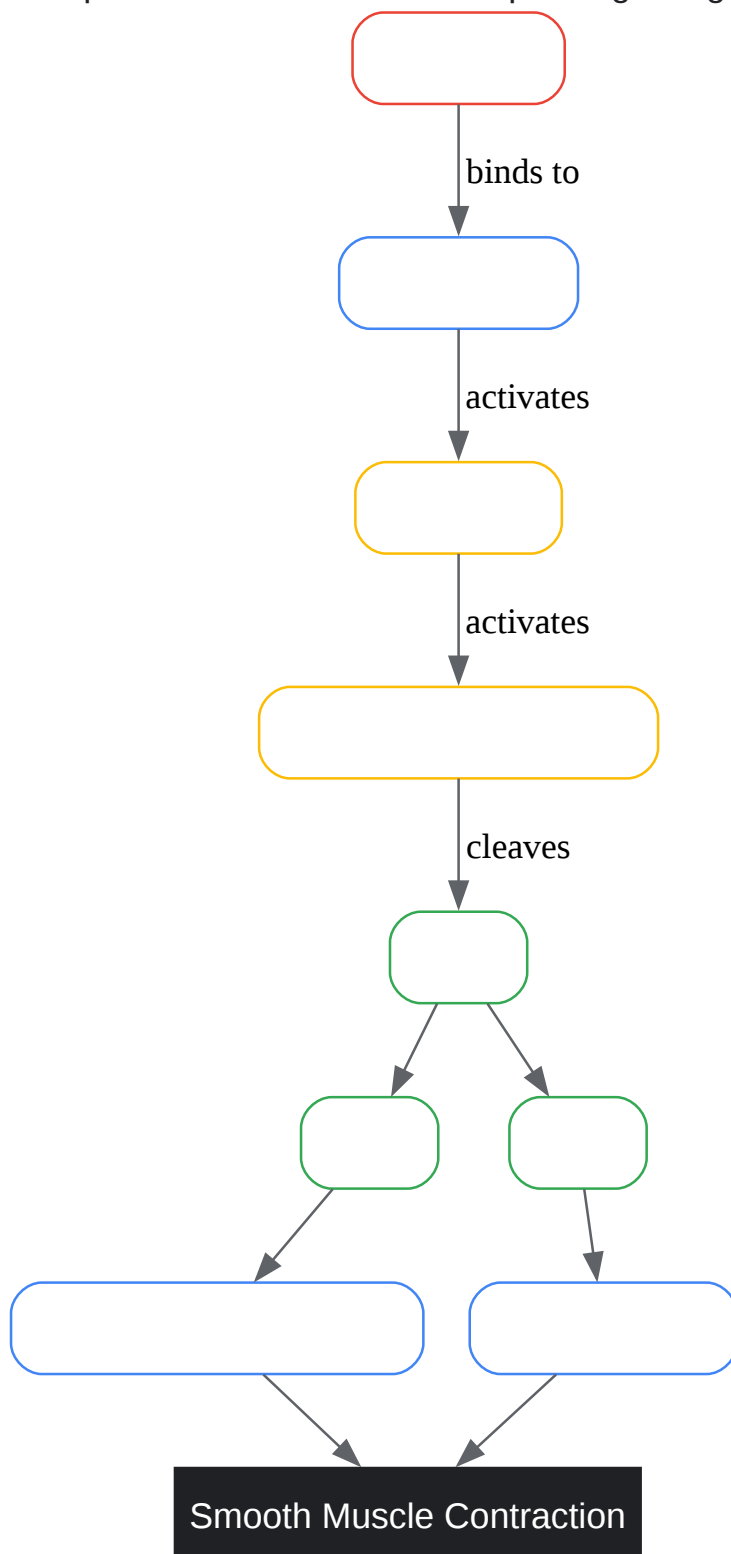 binds to
activates
activates
cleaves
Smooth Muscle Contraction